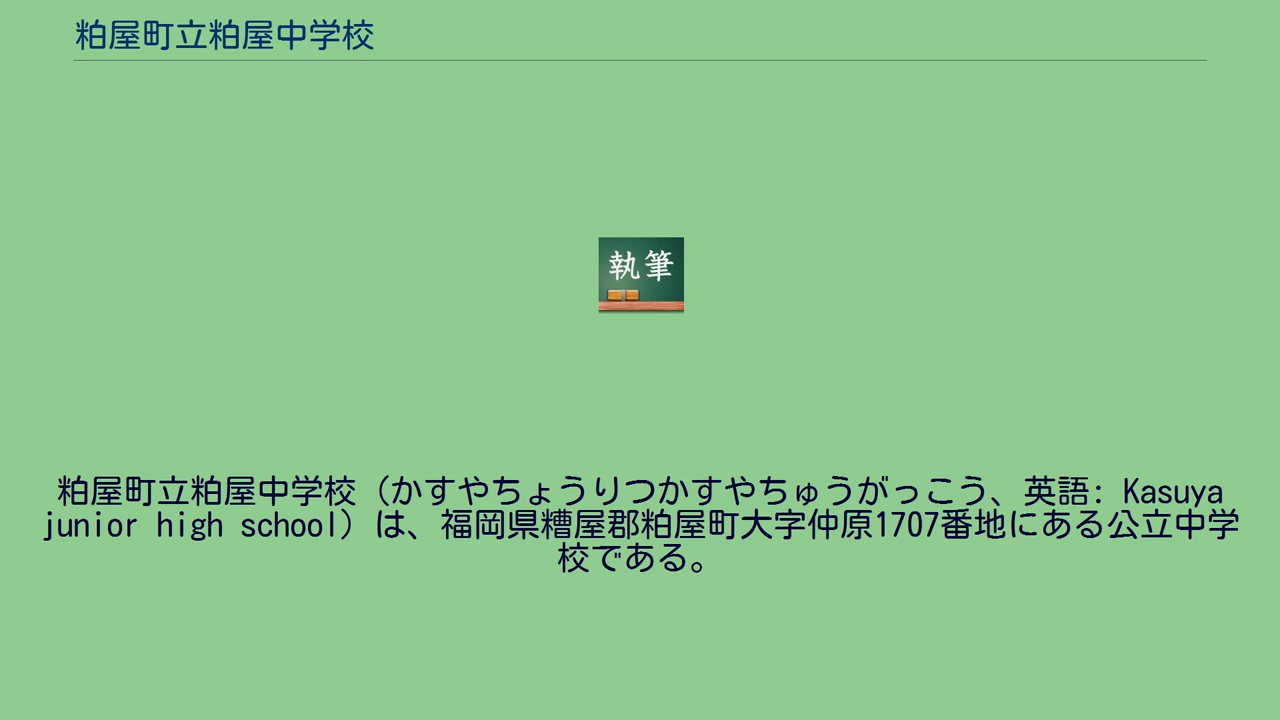 粕屋町立粕屋中学校
執筆
粕屋町立粕屋中学校（かすやちょうりつかすやちゅうがっこう、英語: Kasuya
junior high school）は、福岡県糟屋郡粕屋町大字仲原1707番地にある公立中学
校である。